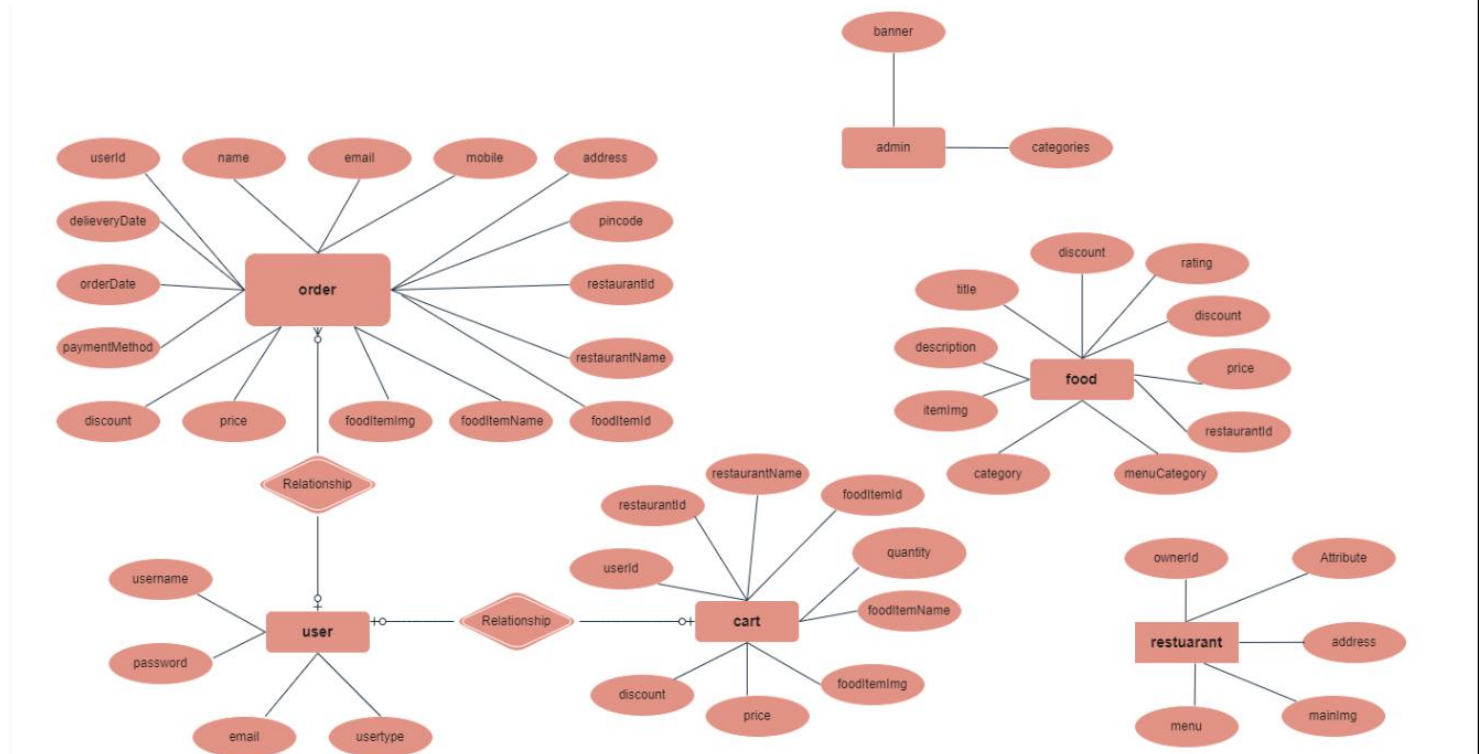 banner
admin
categories
userId
name
email
mobile
address
delieveryDate
pincode
orderDate
order
restaurantId
paymentMethod
restaurantName
discount
price
foodItemImg
foodItemName
foodItemId
Relationship
discount
rating
title
discount
description
food
price
itemImg
restaurantId
category
menuCategory
restaurantName
restaurantId
foodItemId
quantity
userId
foodItemName
cart
discount
price
foodItemImg
Relationship
username
user
password
email
usertype
ownerId
Attribute
restuarant
address
menu
mainImg